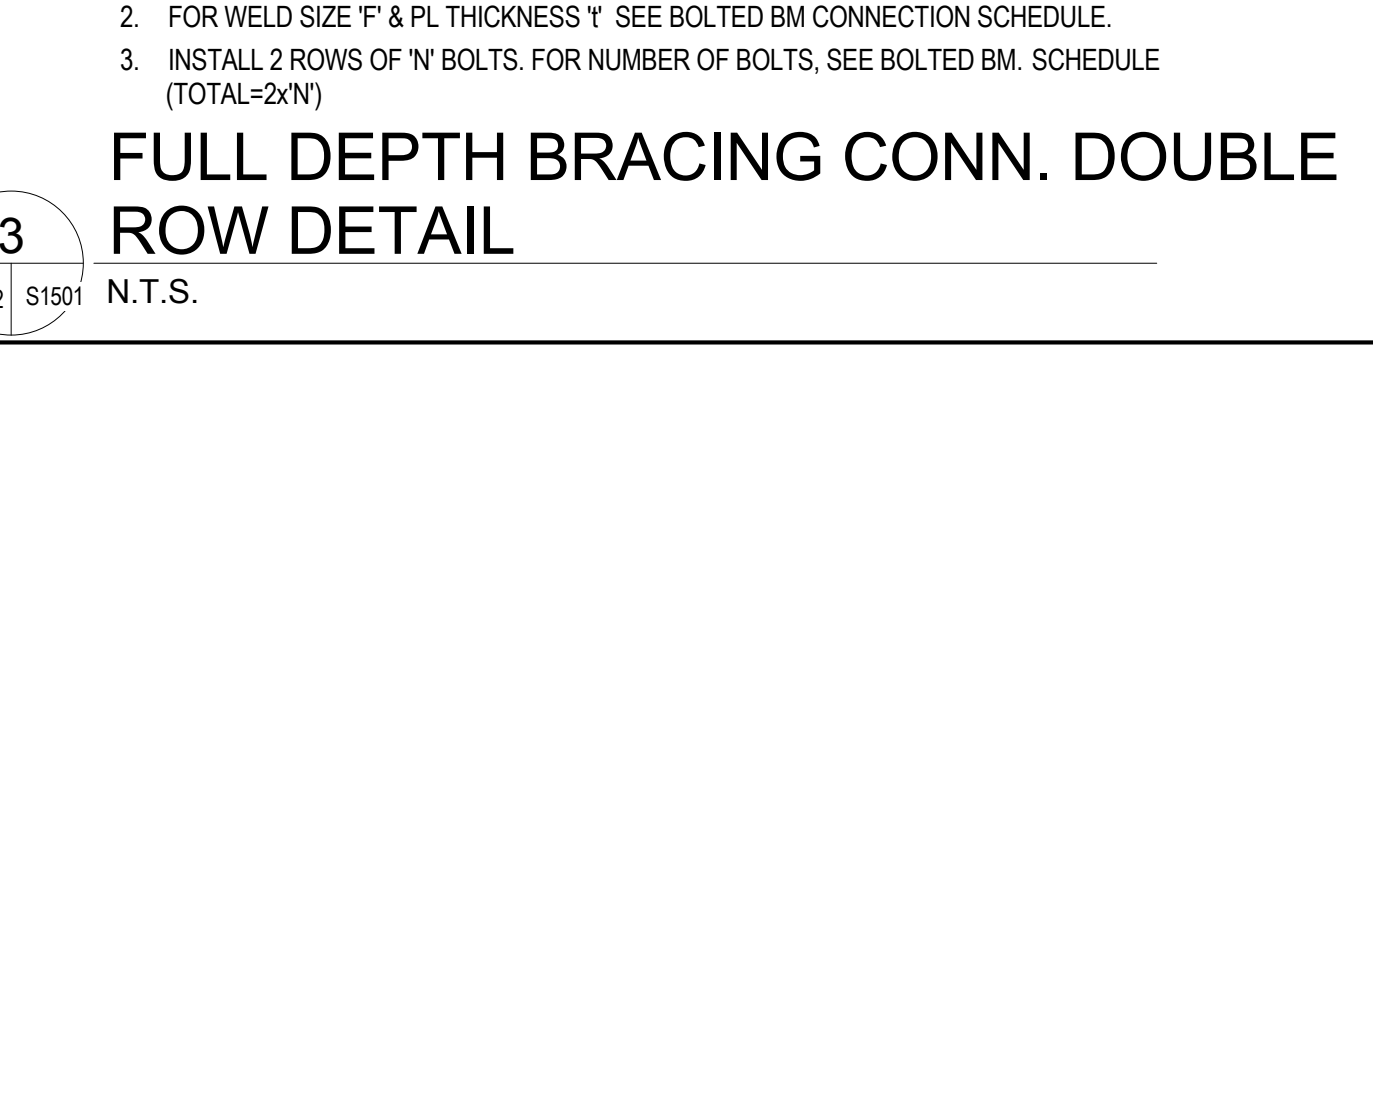 2. FOR WELD SIZE 'F' & PL THICKNESS 't' SEE BOLTED BM CONNECTION SCHEDULE.
3. INSTALL 2 ROWS OF 'N' BOLTS. FOR NUMBER OF BOLTS, SEE BOLTED BM. SCHEDULE
(TOTAL=2x'N')
FULL DEPTH BRACING CONN. DOUBLE
ROW DETAIL
3
S1501
N.T.S.